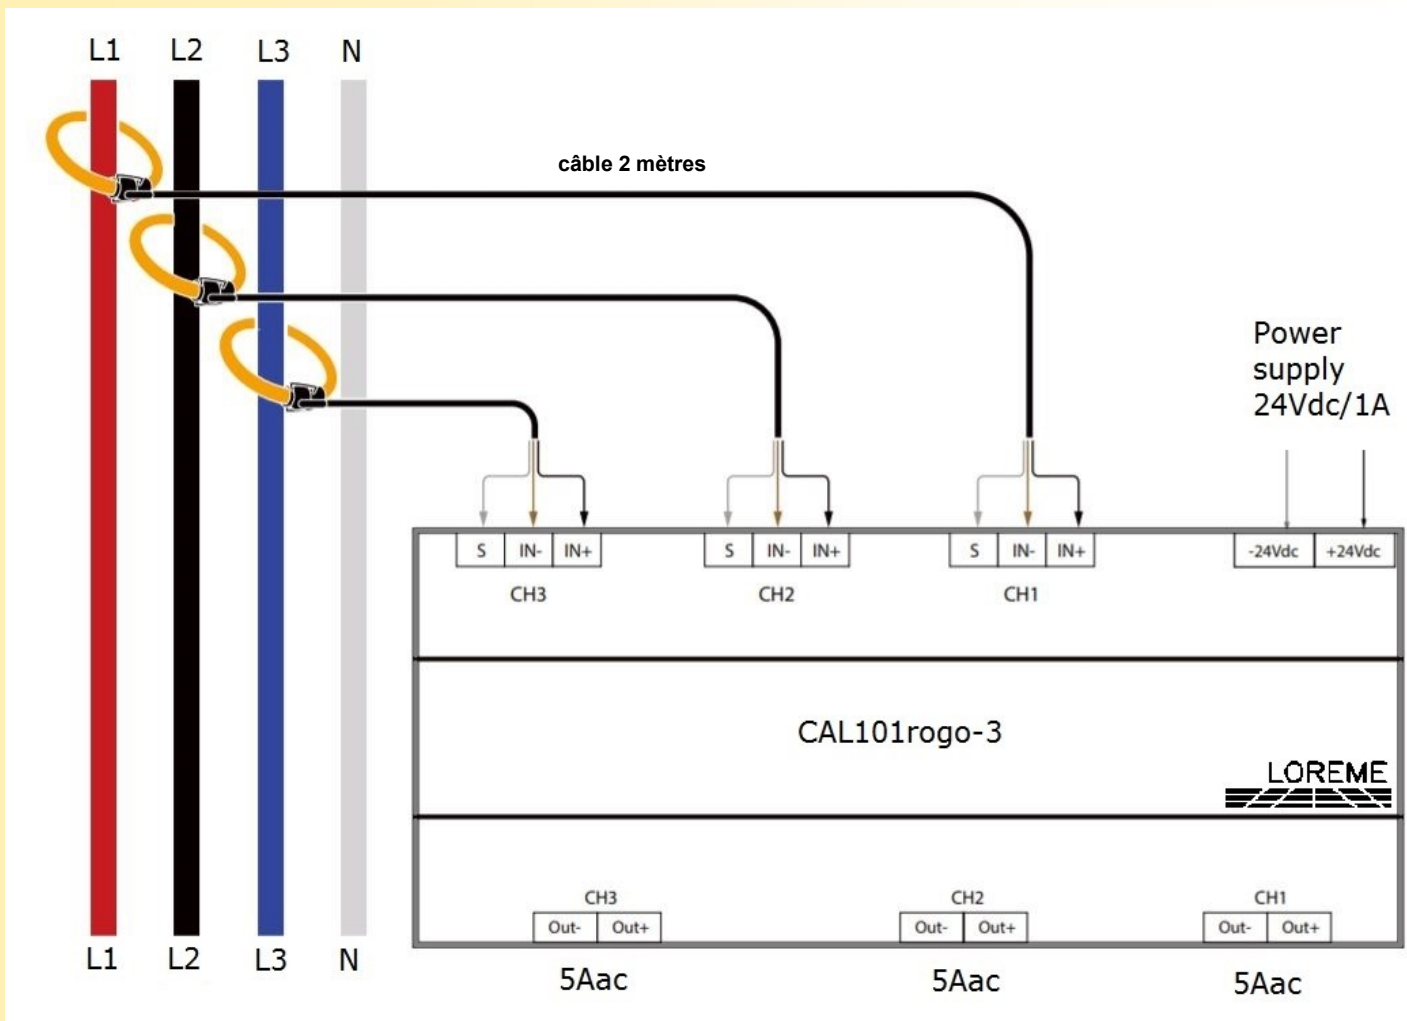 L1 L2 L3 N
câble 2 mètres
Power
supply
24Vdc/1A
S IN- IN+ S IN- IN+ S IN- IN+ -24Vdc +24Vdc
CH3 CH2 CH1
CAL101rogo-3
LOREME
CH3 CH2 CH1
Out- Out+ Out- Out+ Out- Out+
L1 L2 L3 N
5Aac 5Aac 5Aac